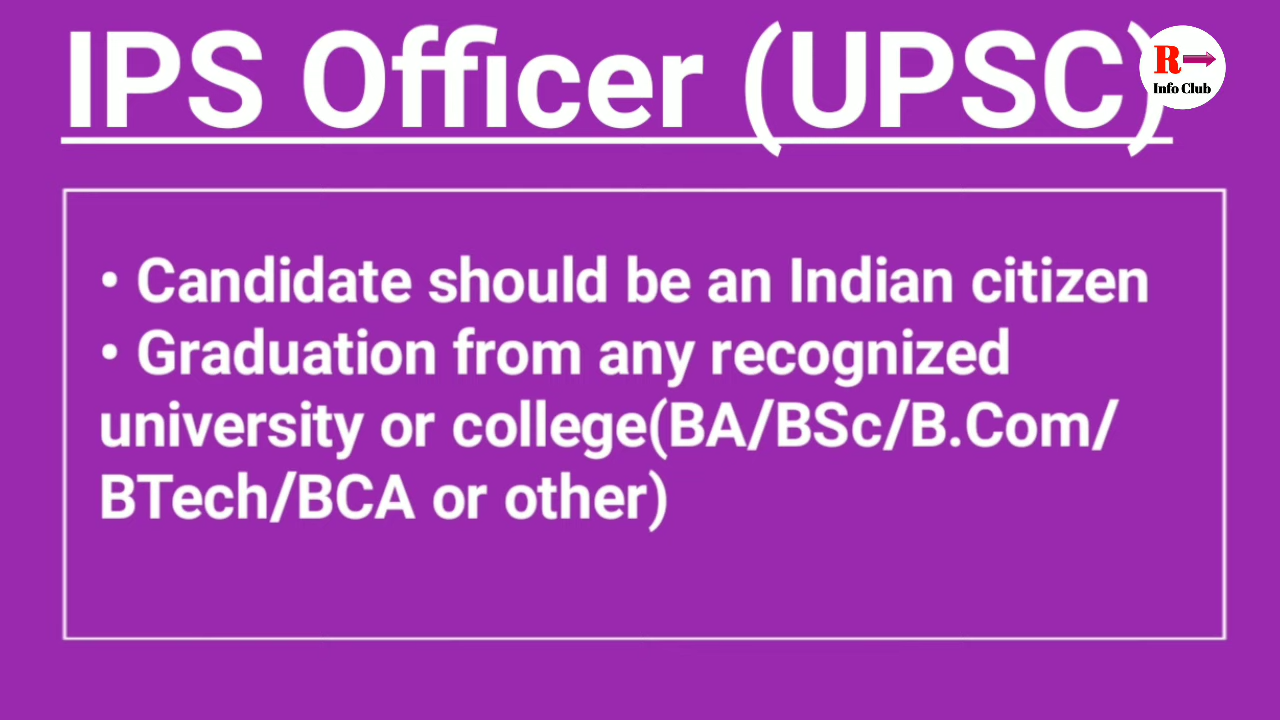 IPS Officer (UPSC)
R
Info Club
• Candidate should be an Indian citizen
• Graduation from any recognized
university or college(BA/BSc/B.Com/
BTech/BCA or other)